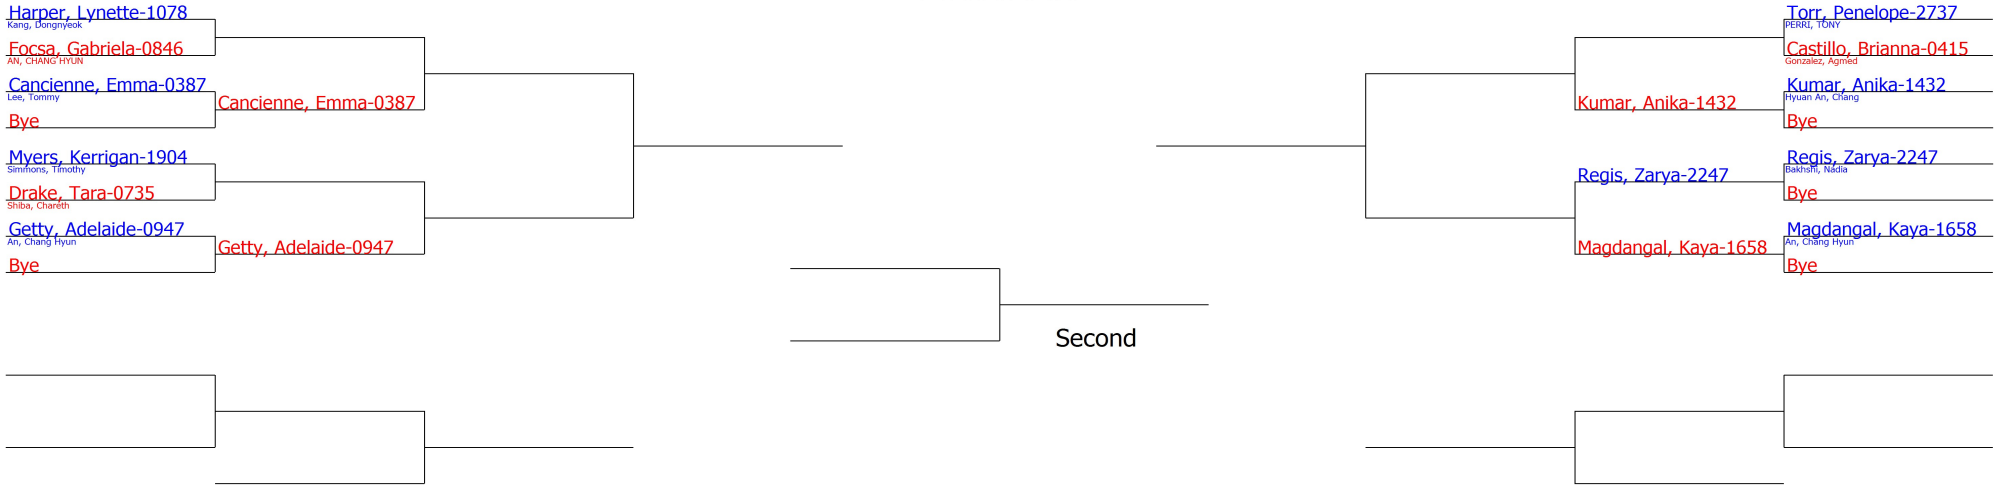 Harper, Lynette-1078
Kang, Dongnyeok
Focsa, Gabriela-0846
AN, CHANG HYUN
Cancienne, Emma-0387
Lee, Tommy
Bye
Cancienne, Emma-0387
Myers, Kerrigan-1904
Simmons, Timothy
Drake, Tara-0735
Shiba, Chareth
Getty, Adelaide-0947
An, Chang Hyun
Bye
Getty, Adelaide-0947
Second
Kumar, Anika-1432
Regis, Zarya-2247
Magdangal, Kaya-1658
Torr, Penelope-2737
PERRI, TONY
Castillo, Brianna-0415
Gonzalez, Agmed
Kumar, Anika-1432
Hyuan An, Chang
Bye
Regis, Zarya-2247
Bakhshi, Nadia
Bye
Magdangal, Kaya-1658
An, Chang Hyun
Bye